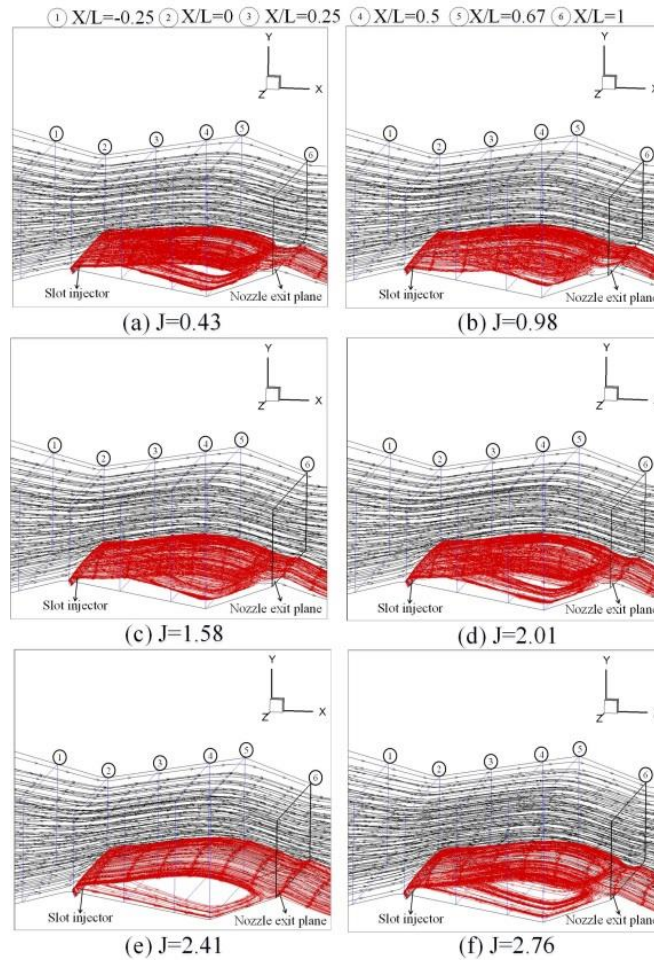 ① X/L=-0.25 ② X/L=0 ③ X/L=0.25 ④ X/L=0.5 ⑤ X/L=0.67 ⑥ X/L=1
Y
Z X
1 2 3 4 5 6
Slot injector Nozzle exit plane
(a) J=0.43
Y
Z X
1 2 3 4 5 6
Slot injector Nozzle exit plane
(b) J=0.98
Y
Z X
1 2 3 4 5 6
Slot injector Nozzle exit plane
(c) J=1.58
Y
Z
1 2 3 4 5 6
Slot injector Nozzle exit plane
(d) J=2.01
Y
Z X
1 2 3 4 5 6
Slot injector Nozzle exit plane
(e) J=2.41
Y
Z
1 2 3 4 5 6
Slot injector Nozzle exit plane
(f) J=2.76